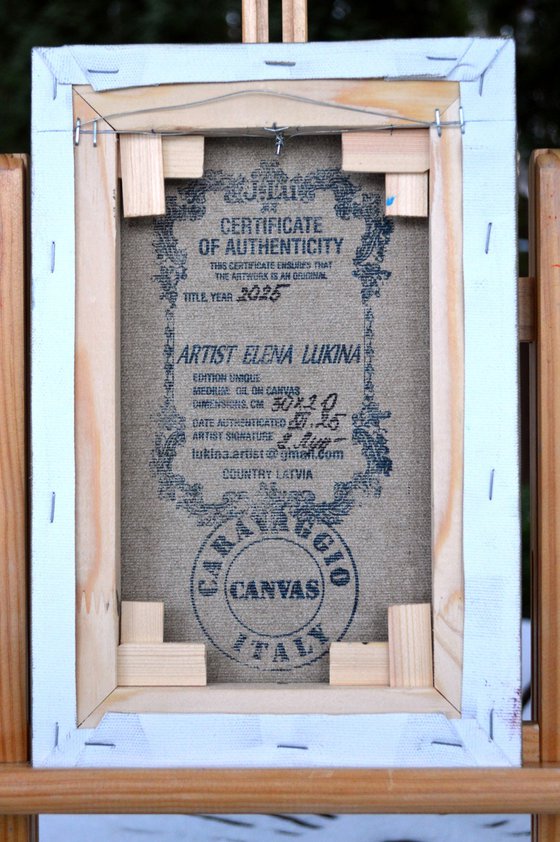 CERTIFICATE
OF AUTHENTICITY
THIS CERTIFICATE ENSURES THAT
THE ARTWORK IS AN ORIGINAL
TITLE, YEAR 2025
ARTIST ELENA LUKINA
EDITION UNIQUE
MEDIUM OIL ON CANVAS
DIMENSIONS, CM 30x20
DATE AUTHENTICATED XI.25
ARTIST SIGNATURE
lukina.artist@gmail.com
COUNTRY LATVIA
CARAVAGGIO
CANVAS
ITALY